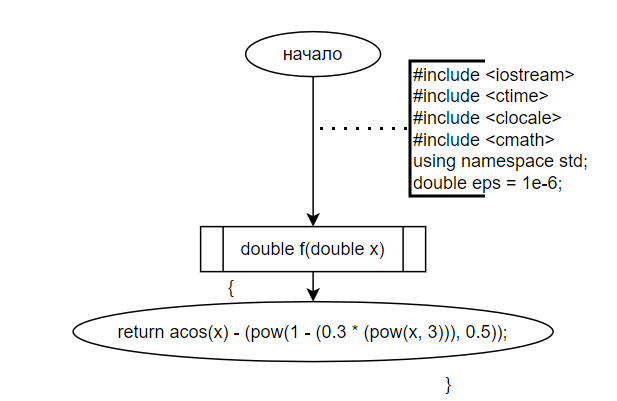 начало
#include <iostream>
#include <ctime>
#include <clocale>
#include <cmath>
using namespace std;
double eps = 1e-6;
double f(double x)
{
return acos(x) - (pow(1 - (0.3 * (pow(x, 3))), 0.5));
}